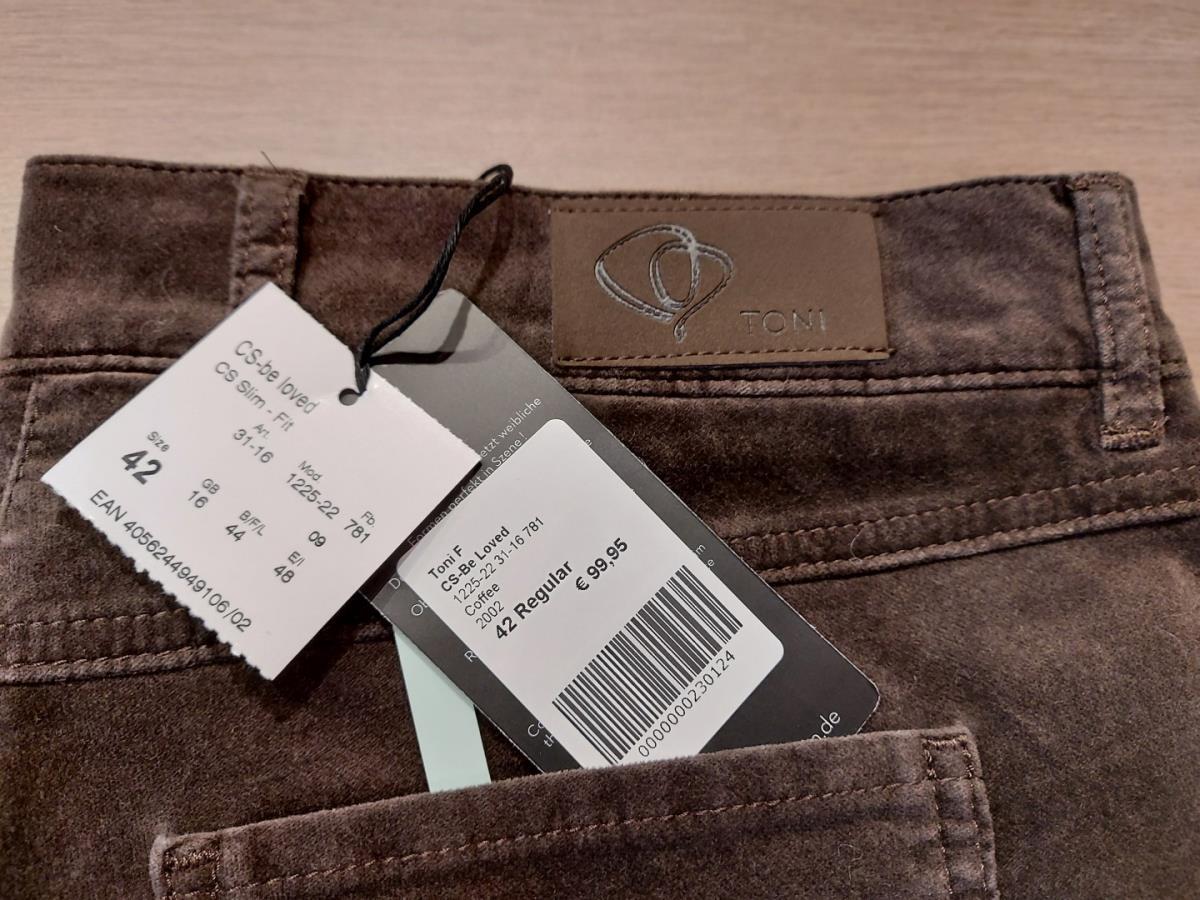 TONI
CS-be loved
CS Slim - Fit
Art. Mod Fb.
31-16 1225-22 781
Size GB B/F/L E/I
42 16 44 48
09
EAN 4056244949106/02
etzt weibliche
Formen perfekt in Szene!
Toni F
CS-Be Loved
1225-22 31-16 781
Coffee
2002
42 Regular € 99,95
0000000230124
.de